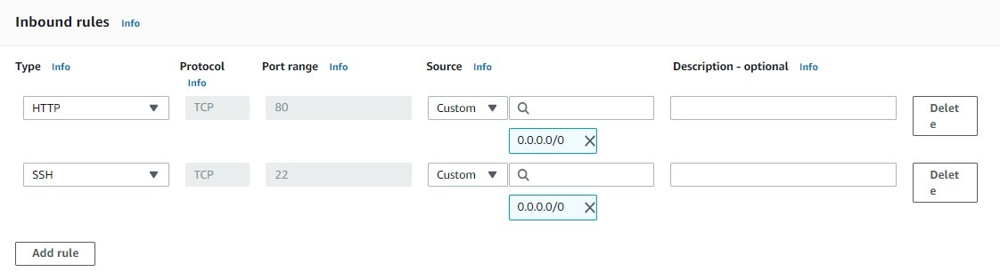 Inbound rules Info
Type Info Protocol Port range Info Source Info Description - optional Info
Info
HTTP TCP 80 Custom Delet
e
0.0.0.0/0
SSH TCP 22 Custom Delet
e
0.0.0.0/0
Add rule